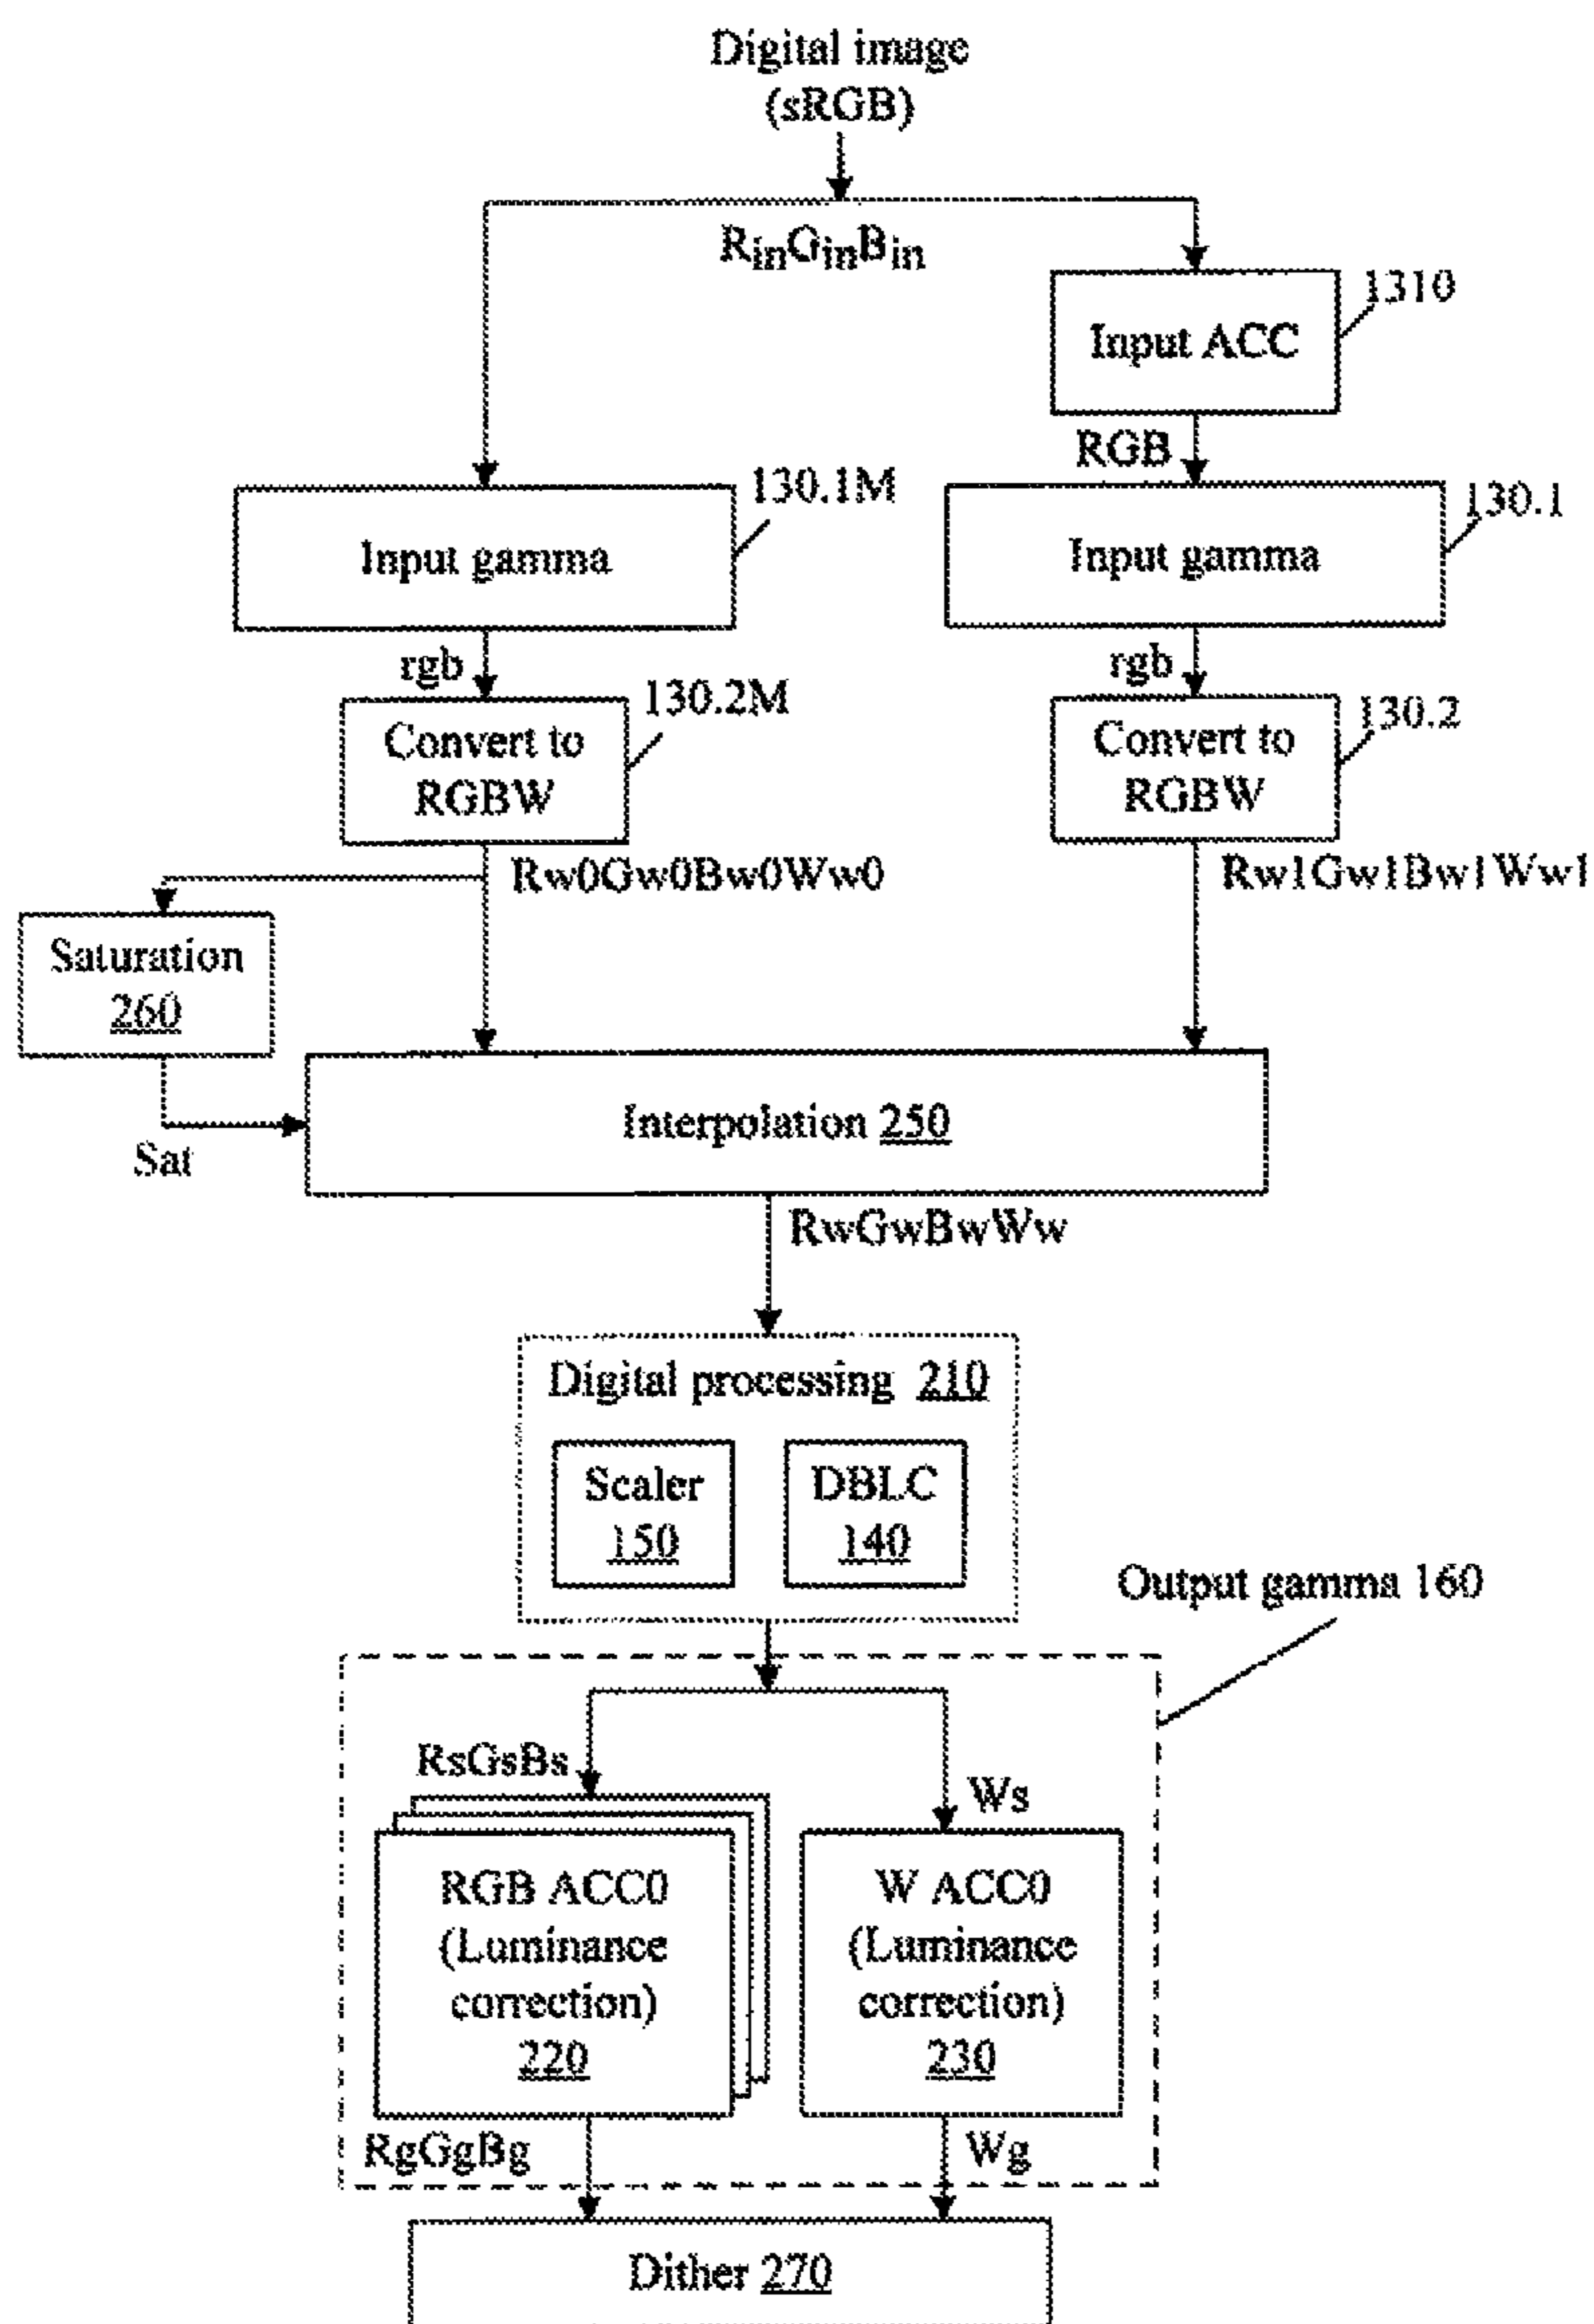 Digital image
(sRGB)
RinGinBin
1310
Input ACC
RGB
130.1M
130.1
Input gamma
Input gamma
rgb
rgb
130.2M
130.2
Convert to
RGBW
Convert to
RGBW
Rw0Gw0Bw0Ww0
Rw1Gw1Bw1Ww1
Saturation
260
Interpolation 250
Sat
RwGwBwWw
Digital processing 210
Scaler
150
DBLC
140
Output gamma 160
RsGsBs
Ws
RGB ACC0
(Luminance
correction)
220
W ACC0
(Luminance
correction)
230
RgGgBg
Wg
Dither 270